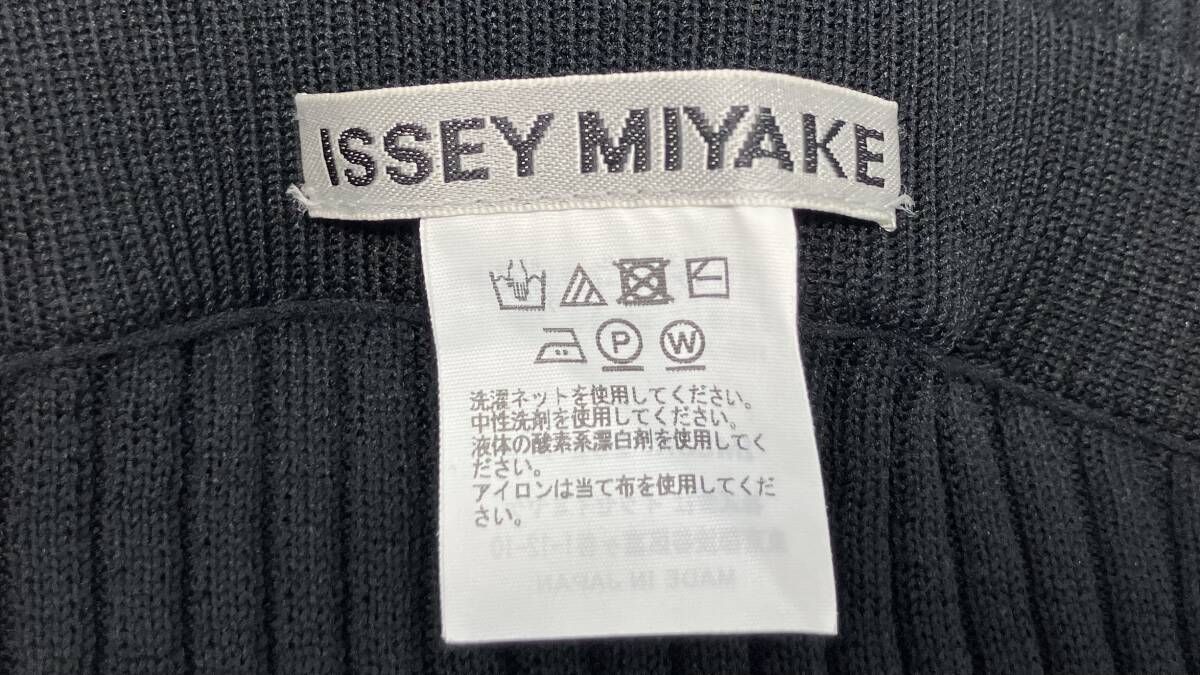 ISSEY MIYAKE
P W
洗濯ネットを使用してください。
中性洗剤を使用してください。
液体の酸素系漂白剤を使用してく
ださい。
アイロンは当て布を使用してくだ
さい。
1-12-10
MADE IN JAPAN